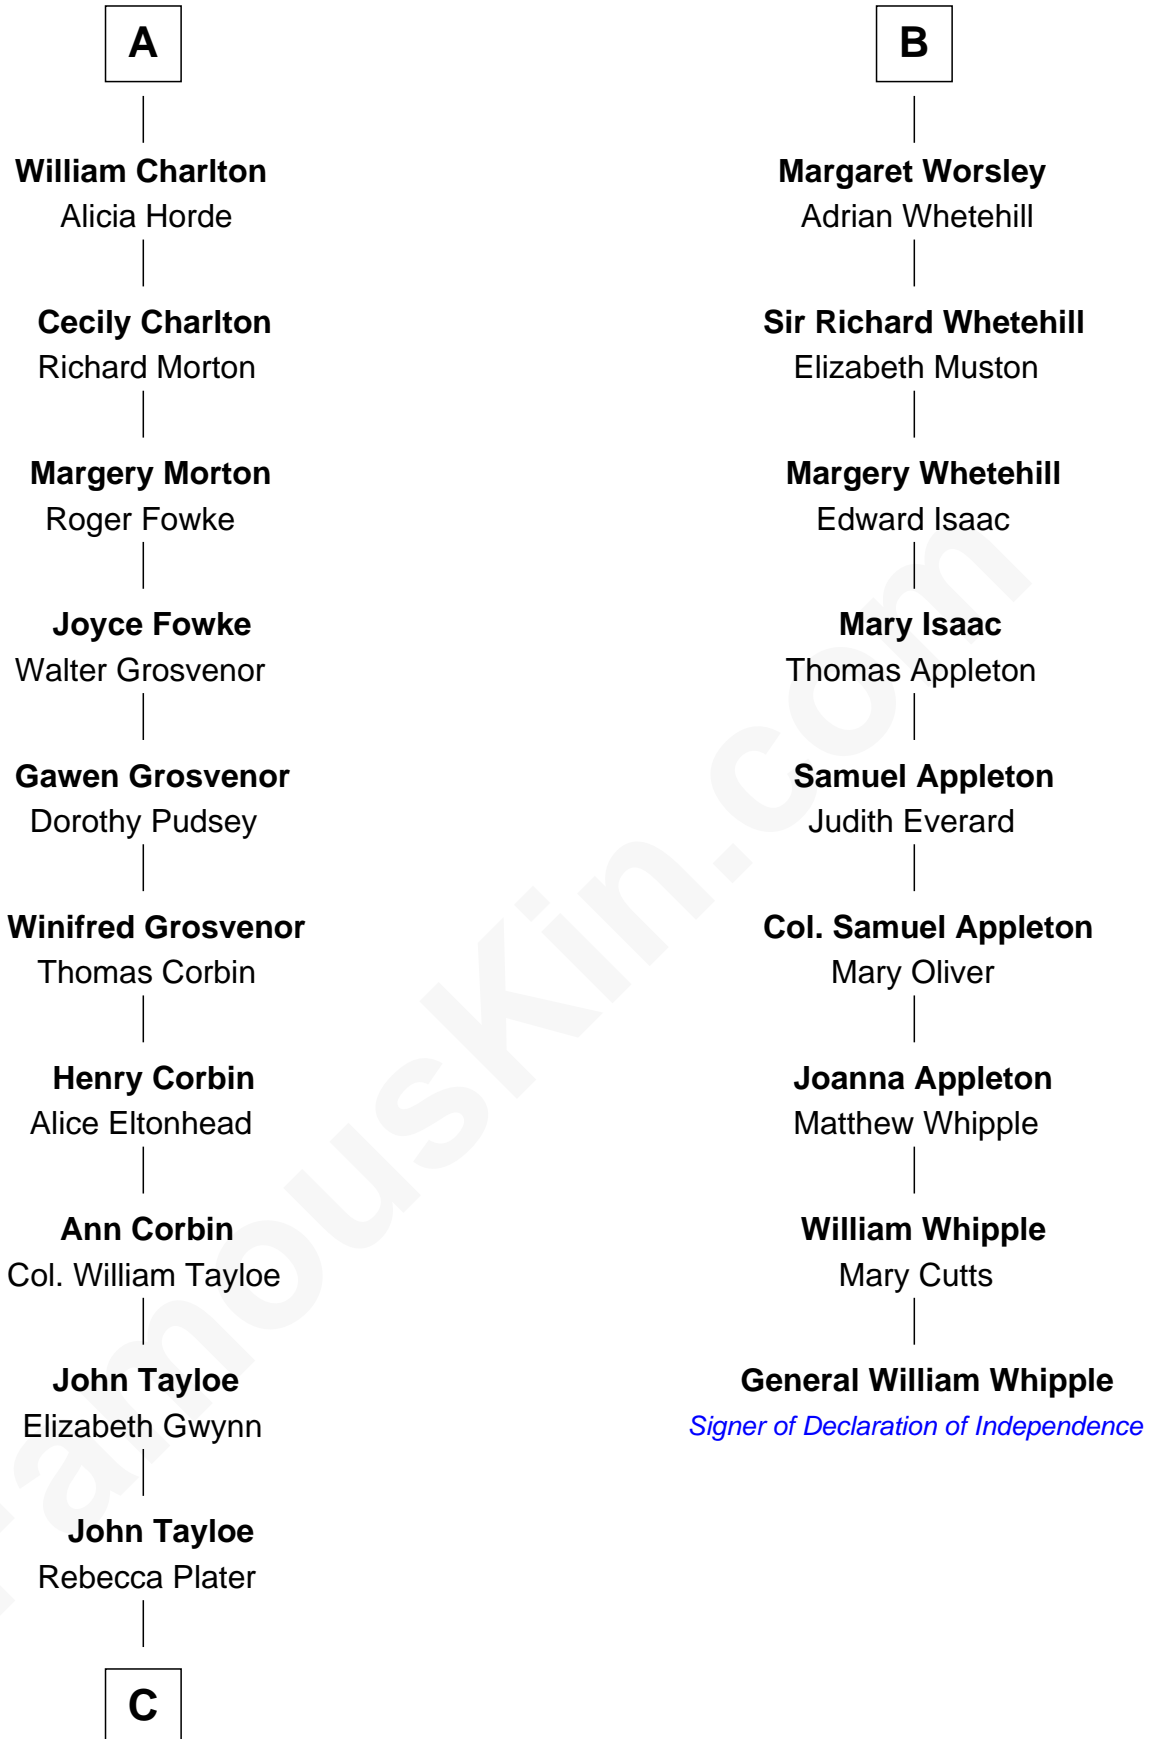 A
William Charlton
Alicia Horde
Cecily Charlton
Richard Morton
Margery Morton
Roger Fowke
Joyce Fowke
Walter Grosvenor
Gawen Grosvenor
Dorothy Pudsey
Winifred Grosvenor
Thomas Corbin
Henry Corbin
Alice Eltonhead
Ann Corbin
Col. William Tayloe
John Tayloe
Elizabeth Gwynn
John Tayloe
Rebecca Plater
C
B
Margaret Worsley
Adrian Whetehill
Sir Richard Whetehill
Elizabeth Muston
Margery Whetehill
Edward Isaac
Mary Isaac
Thomas Appleton
Samuel Appleton
Judith Everard
Col. Samuel Appleton
Mary Oliver
Joanna Appleton
Matthew Whipple
William Whipple
Mary Cutts
General William Whipple
Signer of Declaration of Independence
FamousKin.com